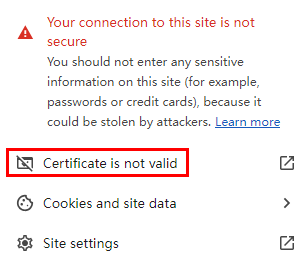 Your connection to this site is not
secure
You should not enter any sensitive
information on this site (for example,
passwords or credit cards), because it
could be stolen by attackers. Learn more
Certificate is not valid
Cookies and site data
Site settings